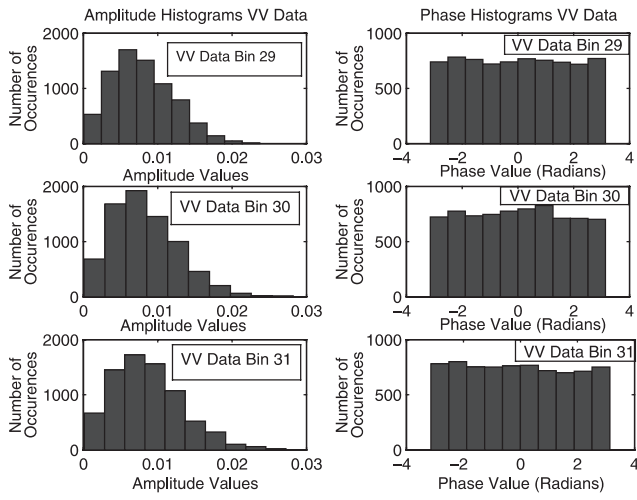 Amplitude Histograms VV Data
Phase Histograms VV Data
Number of
Occurences
2000
1000
0
VV Data Bin 29
0 0.01 0.02 0.03
Amplitude Values
Number of
Occurences
1000
500
0
VV Data Bin 29
−4 −2 0 2 4
Phase Value (Radians)
Number of
Occurences
2000
1000
0
VV Data Bin 30
0 0.01 0.02 0.03
Amplitude Values
Number of
Occurences
1000
500
0
VV Data Bin 30
−4 −2 0 2 4
Phase Value (Radians)
Number of
Occurences
2000
1000
0
VV Data Bin 31
0 0.01 0.02 0.03
Amplitude Values
Number of
Occurences
1000
500
0
VV Data Bin 31
−4 −2 0 2 4
Phase Value (Radians)